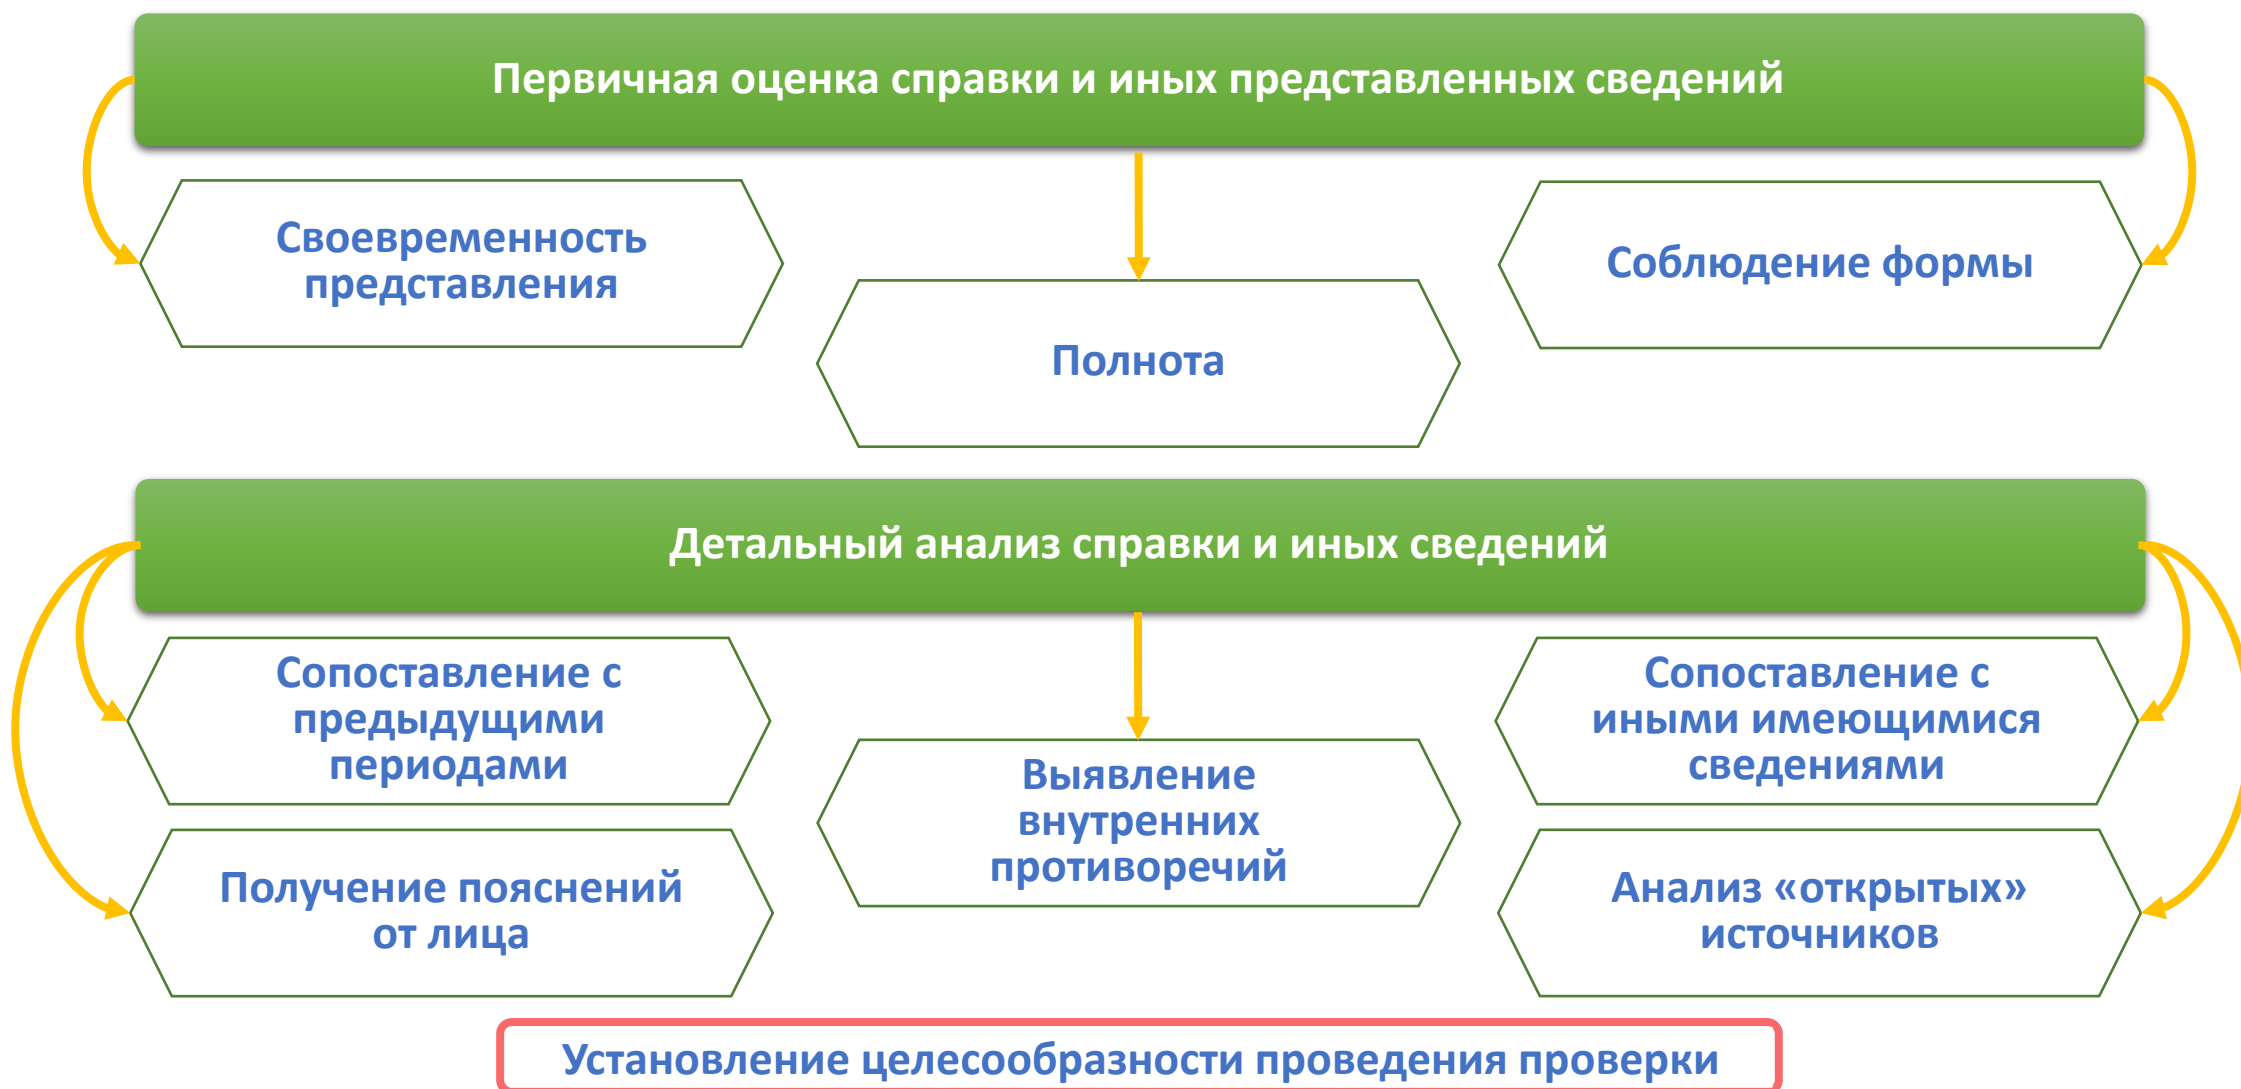 Первичная оценка справки и иных представленных сведений
Своевременность
представления
Соблюдение формы
Полнота
Детальный анализ справки и иных сведений
Сопоставление с
предыдущими
периодами
Выявление
внутренних
противоречий
Сопоставление с
иными имеющимися
сведениями
Получение пояснений
от лица
Анализ «открытых»
источников
Установление целесообразности проведения проверки